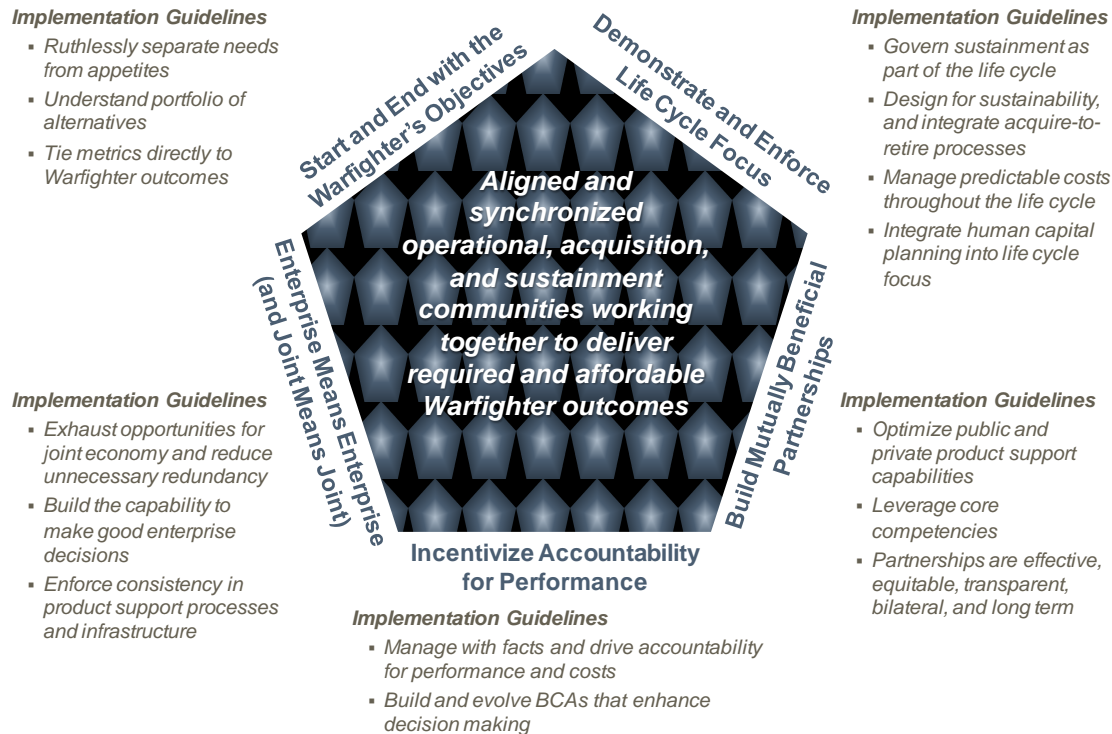 Implementation Guidelines
▪ Ruthlessly separate needs
from appetites
▪ Understand portfolio of
alternatives
▪ Tie metrics directly to
Warfighter outcomes
Start and End with the
Warfighter's Objectives
Demonstrate and Enforce
Life Cycle Focus
Implementation Guidelines
▪ Govern sustainment as
part of the life cycle
▪ Design for sustainability,
and integrate acquire-to-
retire processes
▪ Manage predictable costs
throughout the life cycle
▪ Integrate human capital
planning into life cycle
focus
Aligned and
synchronized
operational, acquisition,
and sustainment
communities working
together to deliver
required and affordable
Warfighter outcomes
Enterprise Means Enterprise
(and Joint Means Joint)
Build Mutually Beneficial
Partnerships
Implementation Guidelines
▪ Exhaust opportunities for
joint economy and reduce
unnecessary redundancy
▪ Build the capability to
make good enterprise
decisions
▪ Enforce consistency in
product support processes
and infrastructure
Implementation Guidelines
▪ Optimize public and
private product support
capabilities
▪ Leverage core
competencies
▪ Partnerships are effective,
equitable, transparent,
bilateral, and long term
Incentivize Accountability
for Performance
Implementation Guidelines
▪ Manage with facts and drive accountability
for performance and costs
▪ Build and evolve BCAs that enhance
decision making